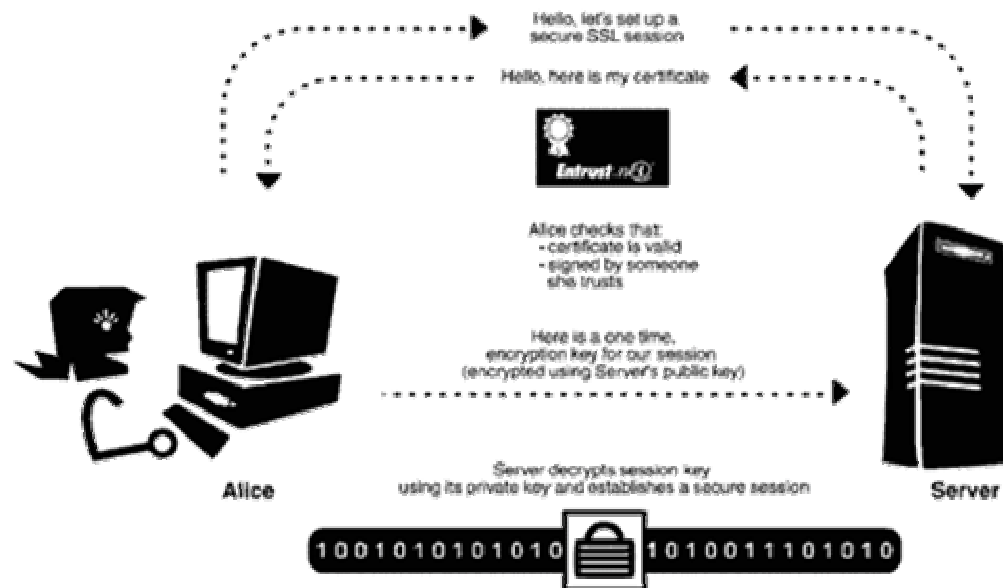 Hello, let's set up a
secure SSL session
Hello, here is my certificate
Entrust.net
Alice checks that:
- certificate is valid
- signed by someone
she trusts
Here is a one time,
encryption key for our session
(encrypted using Server's public key)
Alice
Server
Server decrypts session key
using its private key and establishes a secure session
1001010101010 101001110101010